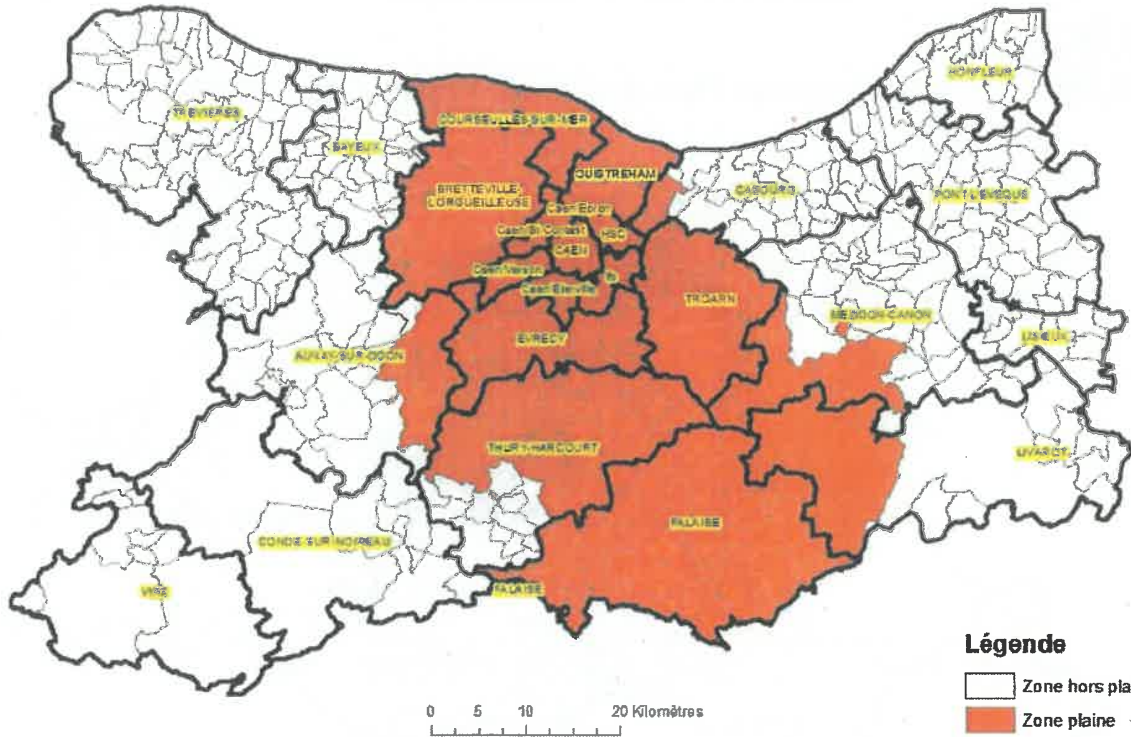 HONFLEUR
TREVIERES
COURSEULLES-SUR-MER
BAYEUX
OUISTREHAM
CABOURG
PONT L'EVEQUE
BRETTEVILLE-
L'ORGUEILLEUSE
Caen Ebron
Caen/St Contest
HSC
CAEN
Caen/Verson
Caen/Eterville
TROARN
MEZIDON-CANON
EVRECY
LISIEUX
AUNAY-SUR-ODON
THURY-HARCOURT
LIVAROT
FALAISE
CONDE-SUR-NOIREAU
VIRE
FALAISE
Légende
Zone hors pla
Zone plaine
0 5 10 20 Kilomètres